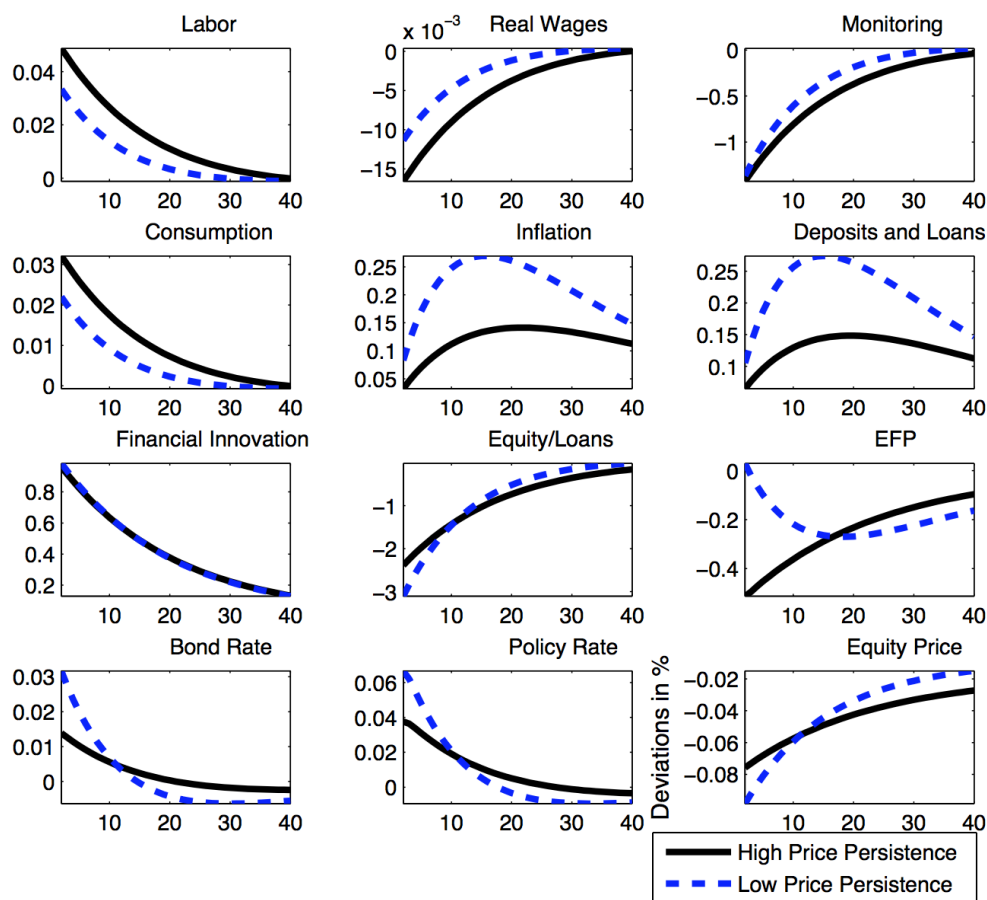 Labor
Real Wages
Monitoring
× 10⁻³
0.04
0.02
0
10 20 30 40
0
−5
−10
−15
10 20 30 40
0
−0.5
−1
10 20 30 40
Consumption
Inflation
Deposits and Loans
0.03
0.02
0.01
0
10 20 30 40
0.25
0.2
0.15
0.1
0.05
10 20 30 40
0.25
0.2
0.15
0.1
10 20 30 40
Financial Innovation
Equity/Loans
EFP
0.8
0.6
0.4
0.2
10 20 30 40
−1
−2
−3
10 20 30 40
0
−0.2
−0.4
10 20 30 40
Bond Rate
Policy Rate
Equity Price
0.03
0.02
0.01
0
10 20 30 40
0.06
0.04
0.02
0
10 20 30 40
Deviations in %
−0.02
−0.04
−0.06
−0.08
10 20 30 40
High Price Persistence
Low Price Persistence